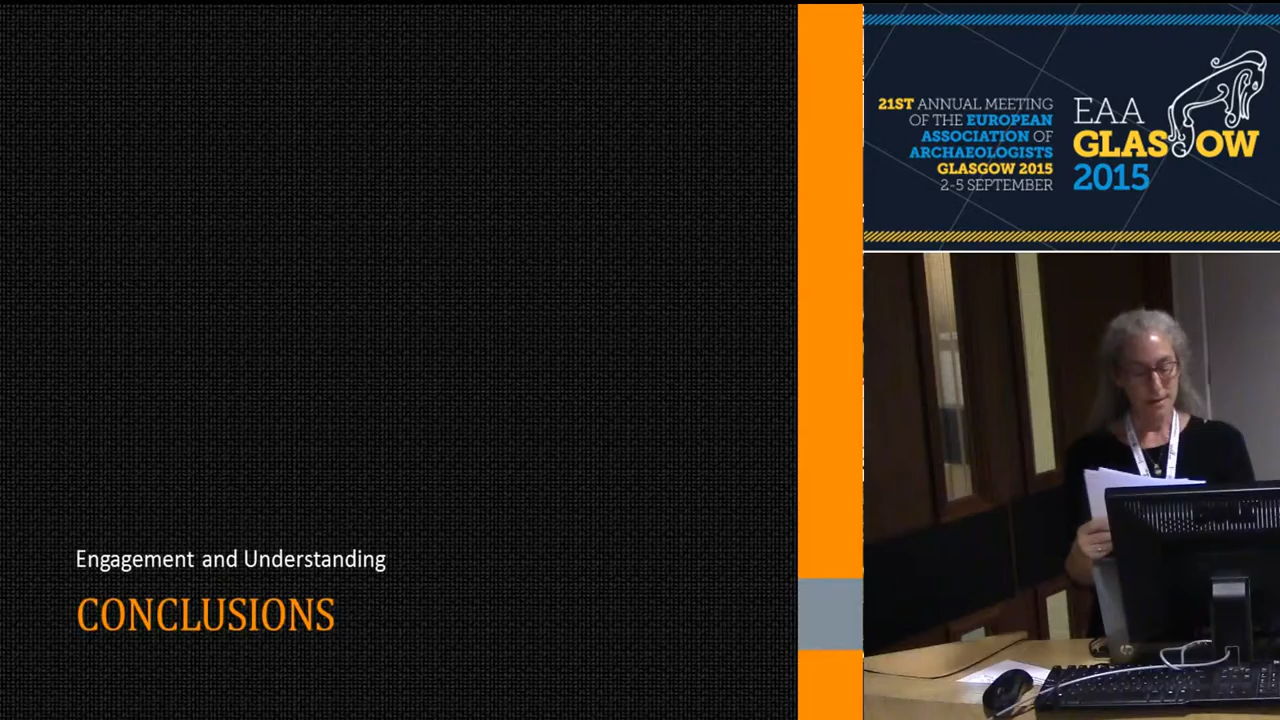 Engagement and Understanding
CONCLUSIONS
21ST ANNUAL MEETING
OF THE EUROPEAN
ASSOCIATION OF
ARCHAEOLOGISTS
GLASGOW 2015
2-5 SEPTEMBER
EAA
GLASGOW
2015
hp